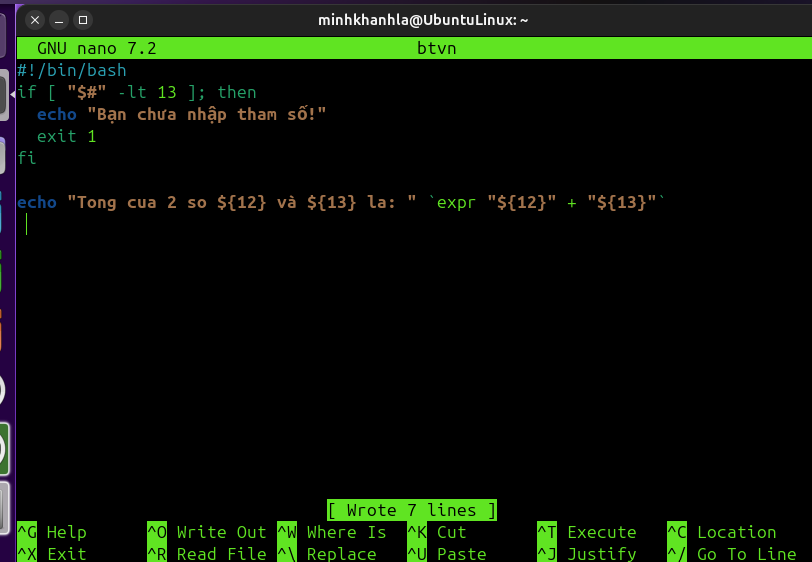 minhkhanhla@UbuntuLinux: ~
GNU nano 7.2 btvn
#!/bin/bash
if [ "$#" -lt 13 ]; then
echo "Bạn chưa nhập tham số!"
exit 1
fi
echo "Tong cua 2 so ${12} và ${13} la: " `expr "${12}" + "${13}"`
[ Wrote 7 lines ]
^G Help ^O Write Out ^W Where Is ^K Cut ^T Execute ^C Location
^X Exit ^R Read File ^\ Replace ^U Paste ^J Justify ^/ Go To Line